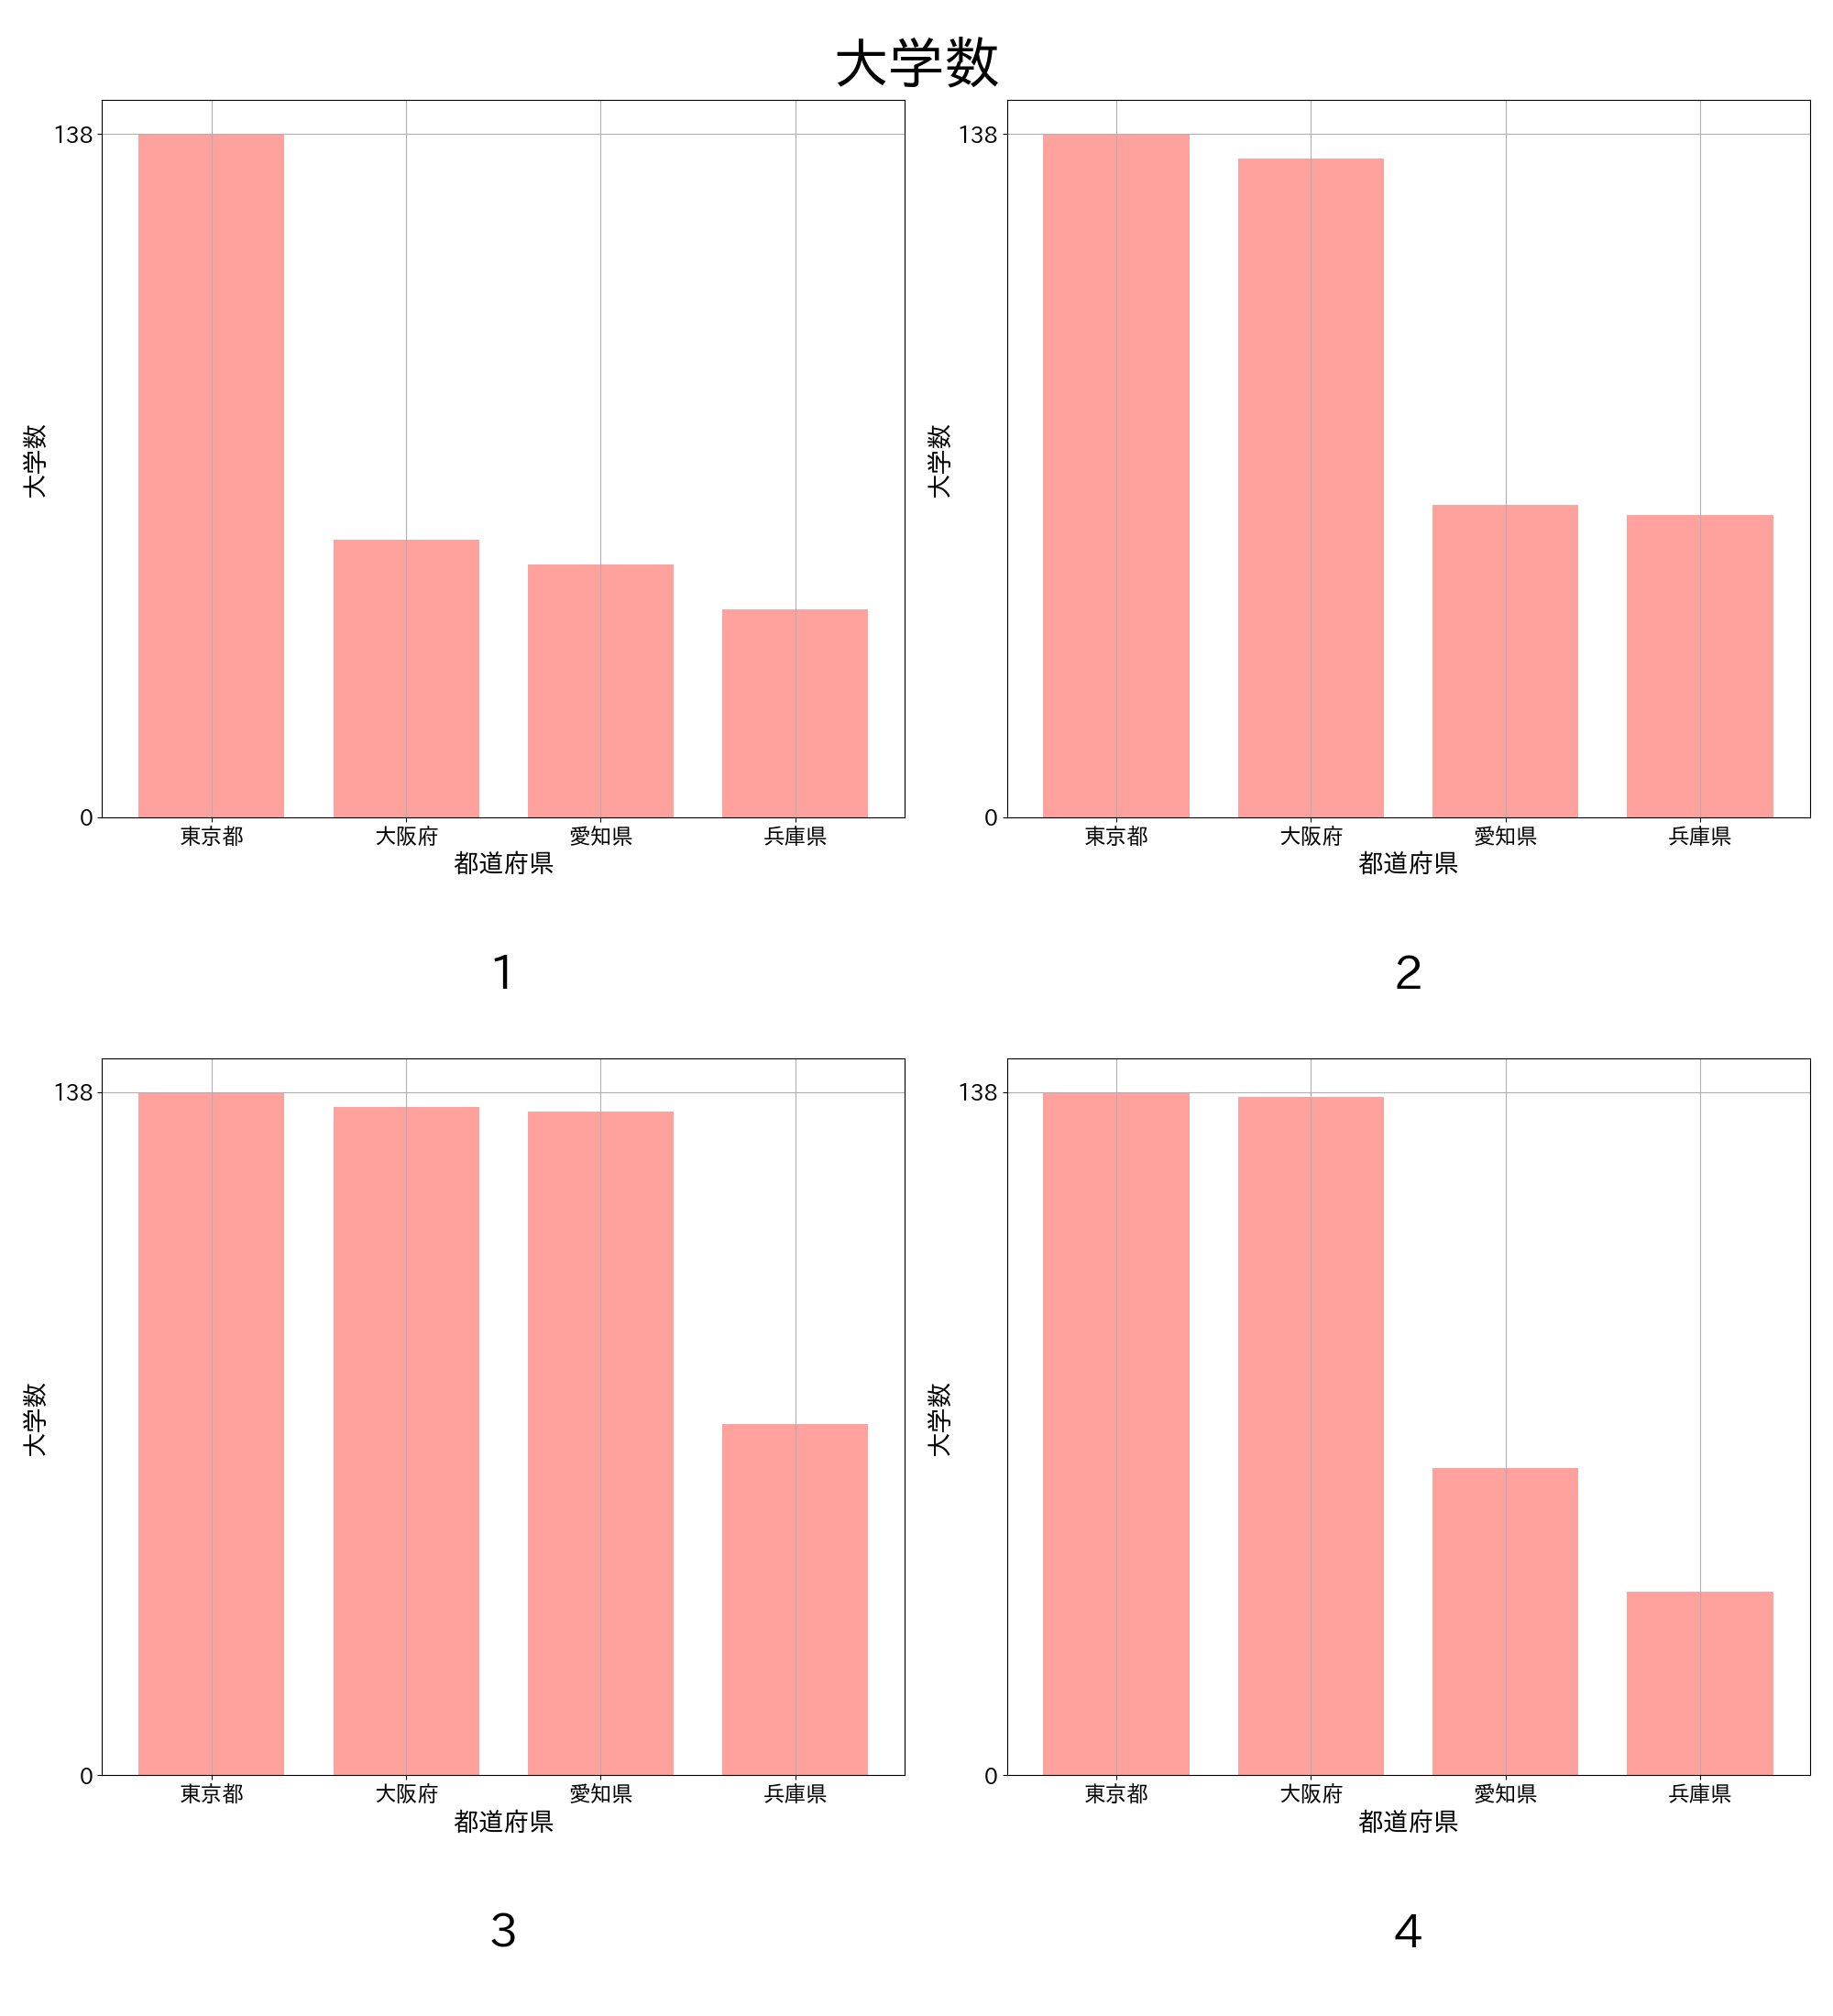 大学数
138
0
大学数
東京都 大阪府 愛知県 兵庫県
都道府県
1
138
0
大学数
東京都 大阪府 愛知県 兵庫県
都道府県
2
138
0
大学数
東京都 大阪府 愛知県 兵庫県
都道府県
3
138
0
大学数
東京都 大阪府 愛知県 兵庫県
都道府県
4